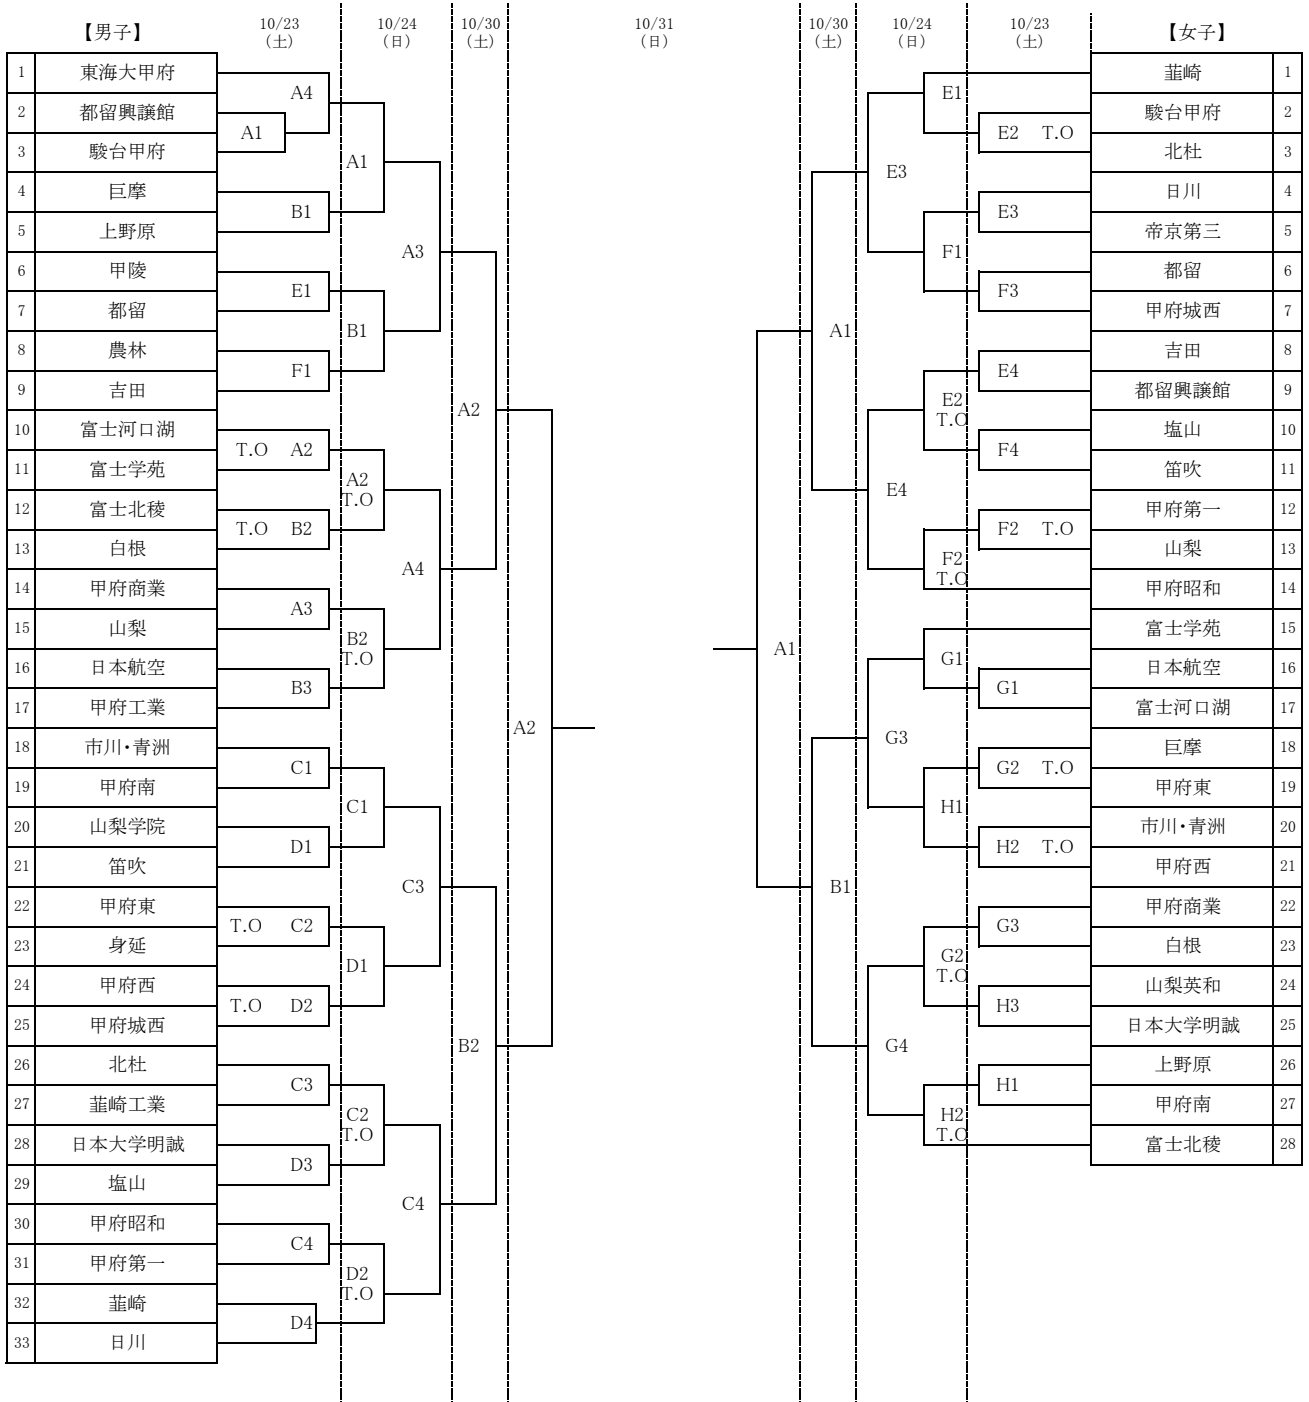 【男子】 10/23 10/24 10/30 10/31 10/30 10/24 10/23 【女子】
（土） （日） （土） （日） （土） （日） （土）
1 東海大甲府 韮崎 1
A4 E1
2 都留興譲館 駿台甲府 2
A1 E2 T.O
3 駿台甲府 北杜 3
A1 E3
4 巨摩 日川 4
B1 E3
5 上野原 帝京第三 5
A3 F1
6 甲陵 都留 6
E1 F3
7 都留 甲府城西 7
B1 A1
8 農林 吉田 8
F1 E4
9 吉田 都留興譲館 9
A2 E2
T.O
10 富士河口湖 塩山 10
T.O A2 F4
11 富士学苑 笛吹 11
A2 E4
T.O
12 富士北稜 甲府第一 12
T.O B2 F2 T.O
13 白根 山梨 13
A4 F2
T.O
14 甲府商業 甲府昭和 14
A3
15 山梨 富士学苑 15
B2 A1 G1
T.O
16 日本航空 日本航空 16
B3 G1
17 甲府工業 富士河口湖 17
A2 G3
18 市川・青洲 巨摩 18
C1 G2 T.O
19 甲府南 甲府東 19
C1 H1
20 山梨学院 市川・青洲 20
D1 H2 T.O
21 笛吹 甲府西 21
C3 B1
22 甲府東 甲府商業 22
T.O C2 G3
23 身延 白根 23
D1 G2
T.O
24 甲府西 山梨英和 24
T.O D2 H3
25 甲府城西 日本大学明誠 25
B2 G4
26 北杜 上野原 26
C3 H1
27 韮崎工業 甲府南 27
C2 H2
T.O T.O
28 日本大学明誠 富士北稜 28
D3
29 塩山
C4
30 甲府昭和
C4
31 甲府第一
D2
T.O
32 韮崎
D4
33 日川